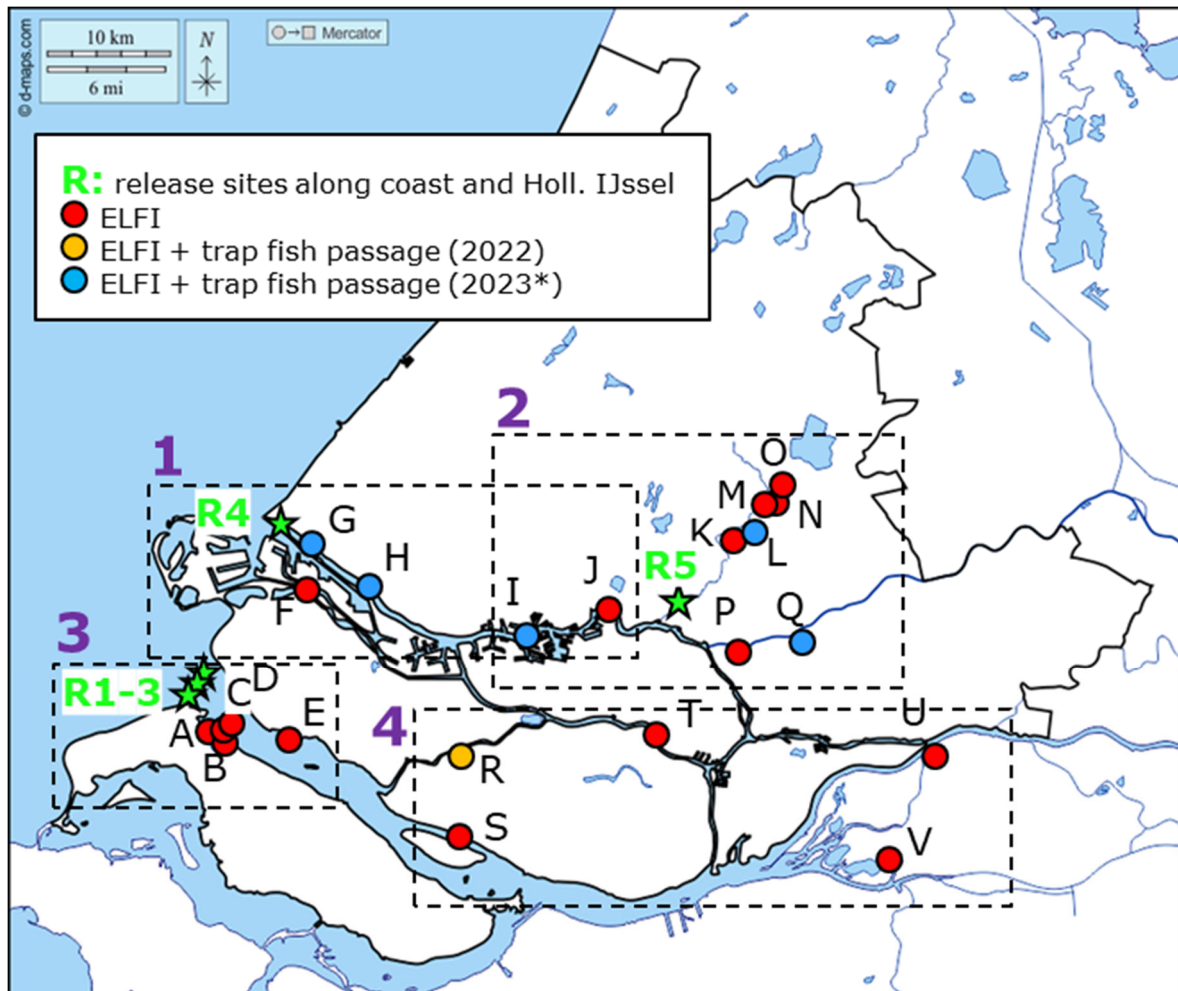 © d-maps.com
10 km
6 mi
N
Mercator
R: release sites along coast and Holl. IJssel
ELFI
ELFI + trap fish passage (2022)
ELFI + trap fish passage (2023*)
2
1
O
R4
G
M
N
K
L
H
R5
J
I
F
P
Q
3
R1-3
D
C
A
E
B
4
T
U
R
S
V